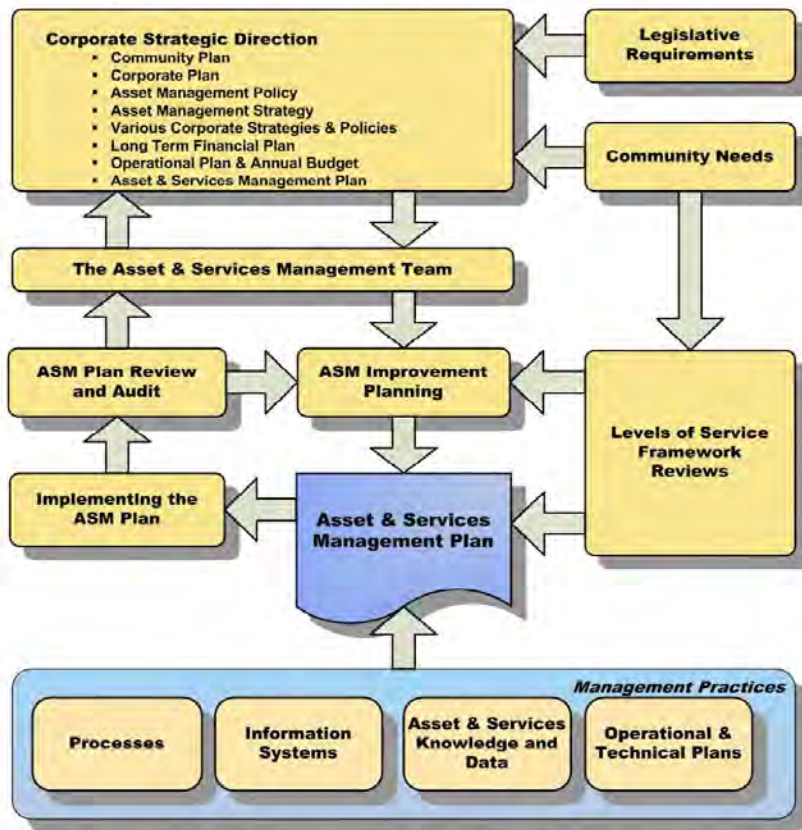 Corporate Strategic Direction
▪ Community Plan
▪ Corporate Plan
▪ Asset Management Policy
▪ Asset Management Strategy
▪ Various Corporate Strategies & Policies
▪ Long Term Financial Plan
▪ Operational Plan & Annual Budget
▪ Asset & Services Management Plan
Legislative
Requirements
Community Needs
The Asset & Services Management Team
ASM Plan Review
and Audit
ASM Improvement
Planning
Levels of Service
Framework
Reviews
Implementing the
ASM Plan
Asset & Services
Management Plan
Management Practices
Processes
Information
Systems
Asset & Services
Knowledge and
Data
Operational &
Technical Plans